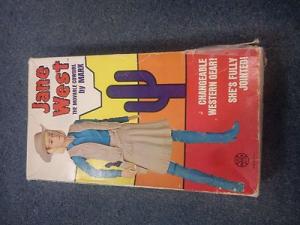 Jane
West
THE MOVABLE COWGIRL
by MARX
CHANGEABLE
WESTERN GEAR!
SHE'S FULLY
JOINTED!